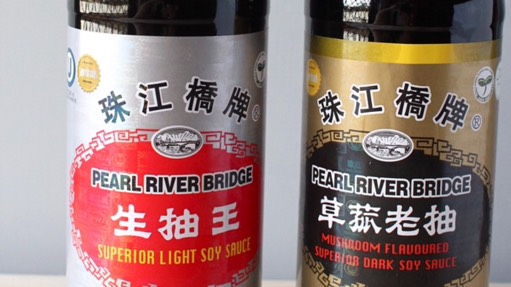 珠江橋牌®
PEARL RIVER BRIDGE
生抽王
SUPERIOR LIGHT SOY SAUCE
珠江橋牌®
PEARL RIVER BRIDGE
草菰老抽
MUSHROOM FLAVOURED
SUPERIOR DARK SOY SAUCE